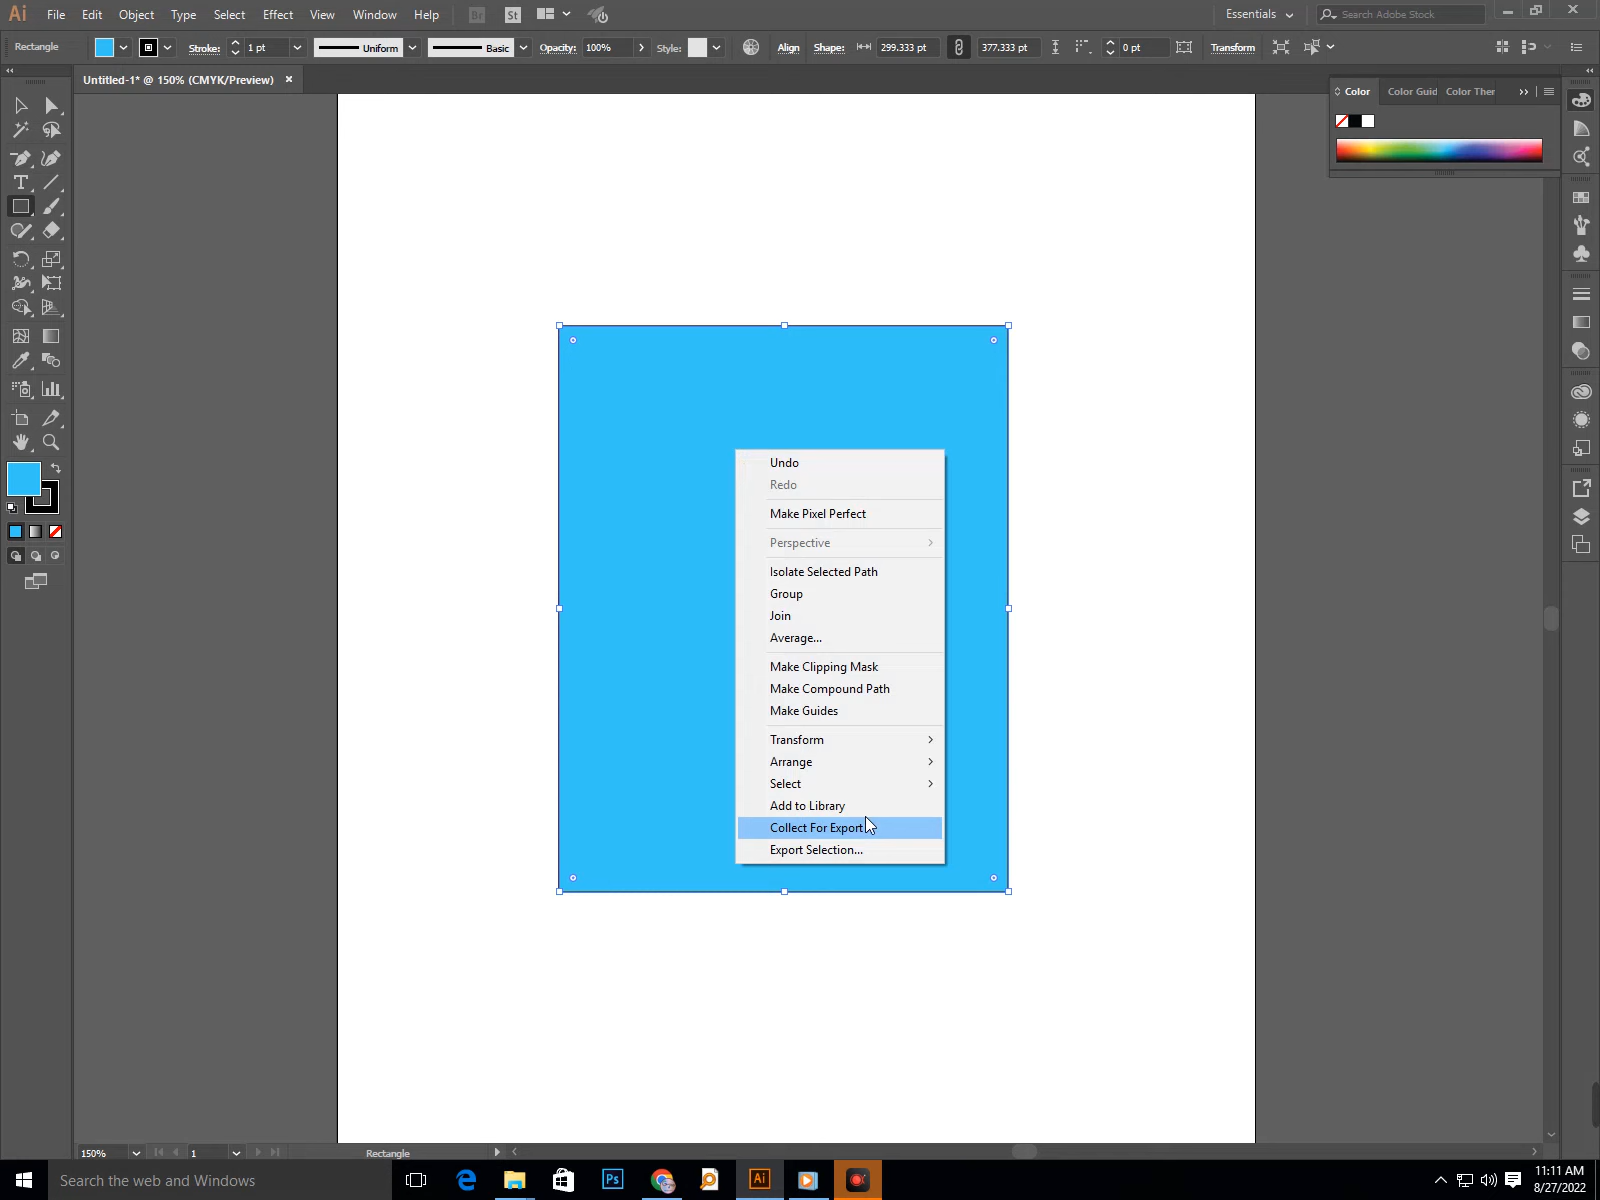 Ai File Edit Object Type Select Effect View Window Help Br St Essentials Search Adobe Stock
Rectangle Stroke: 1 pt Uniform Basic Opacity: 100% Style: Align Shape: 299.333 pt 377.333 pt 0 pt Transform
Untitled-1* @ 150% (CMYK/Preview)
Color Color Guid Color Ther
Undo
Redo
Make Pixel Perfect
Perspective
Isolate Selected Path
Group
Join
Average...
Make Clipping Mask
Make Compound Path
Make Guides
Transform
Arrange
Select
Add to Library
Collect For Export
Export Selection...
150% 1 Rectangle
Search the web and Windows Ps Ai 11:11 AM
8/27/2022